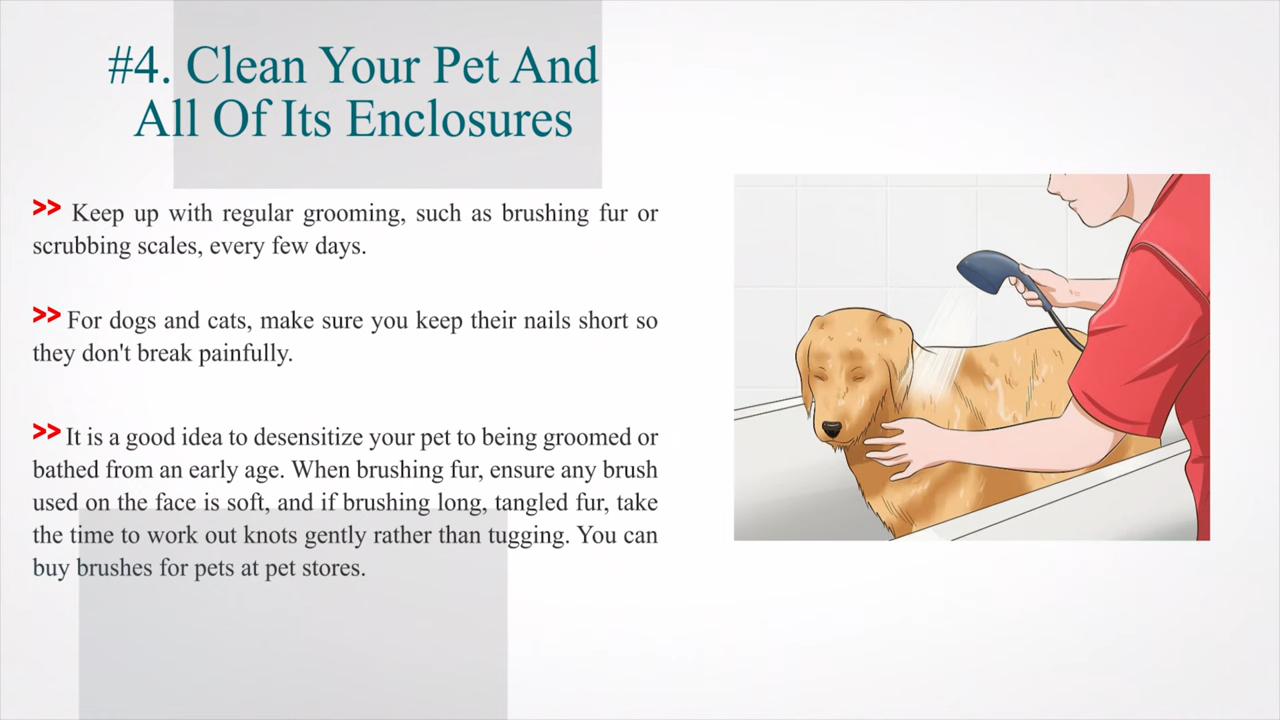 #4. Clean Your Pet And
All Of Its Enclosures
>> Keep up with regular grooming, such as brushing fur or
scrubbing scales, every few days.
>> For dogs and cats, make sure you keep their nails short so
they don't break painfully.
>> It is a good idea to desensitize your pet to being groomed or
bathed from an early age. When brushing fur, ensure any brush
used on the face is soft, and if brushing long, tangled fur, take
the time to work out knots gently rather than tugging. You can
buy brushes for pets at pet stores.